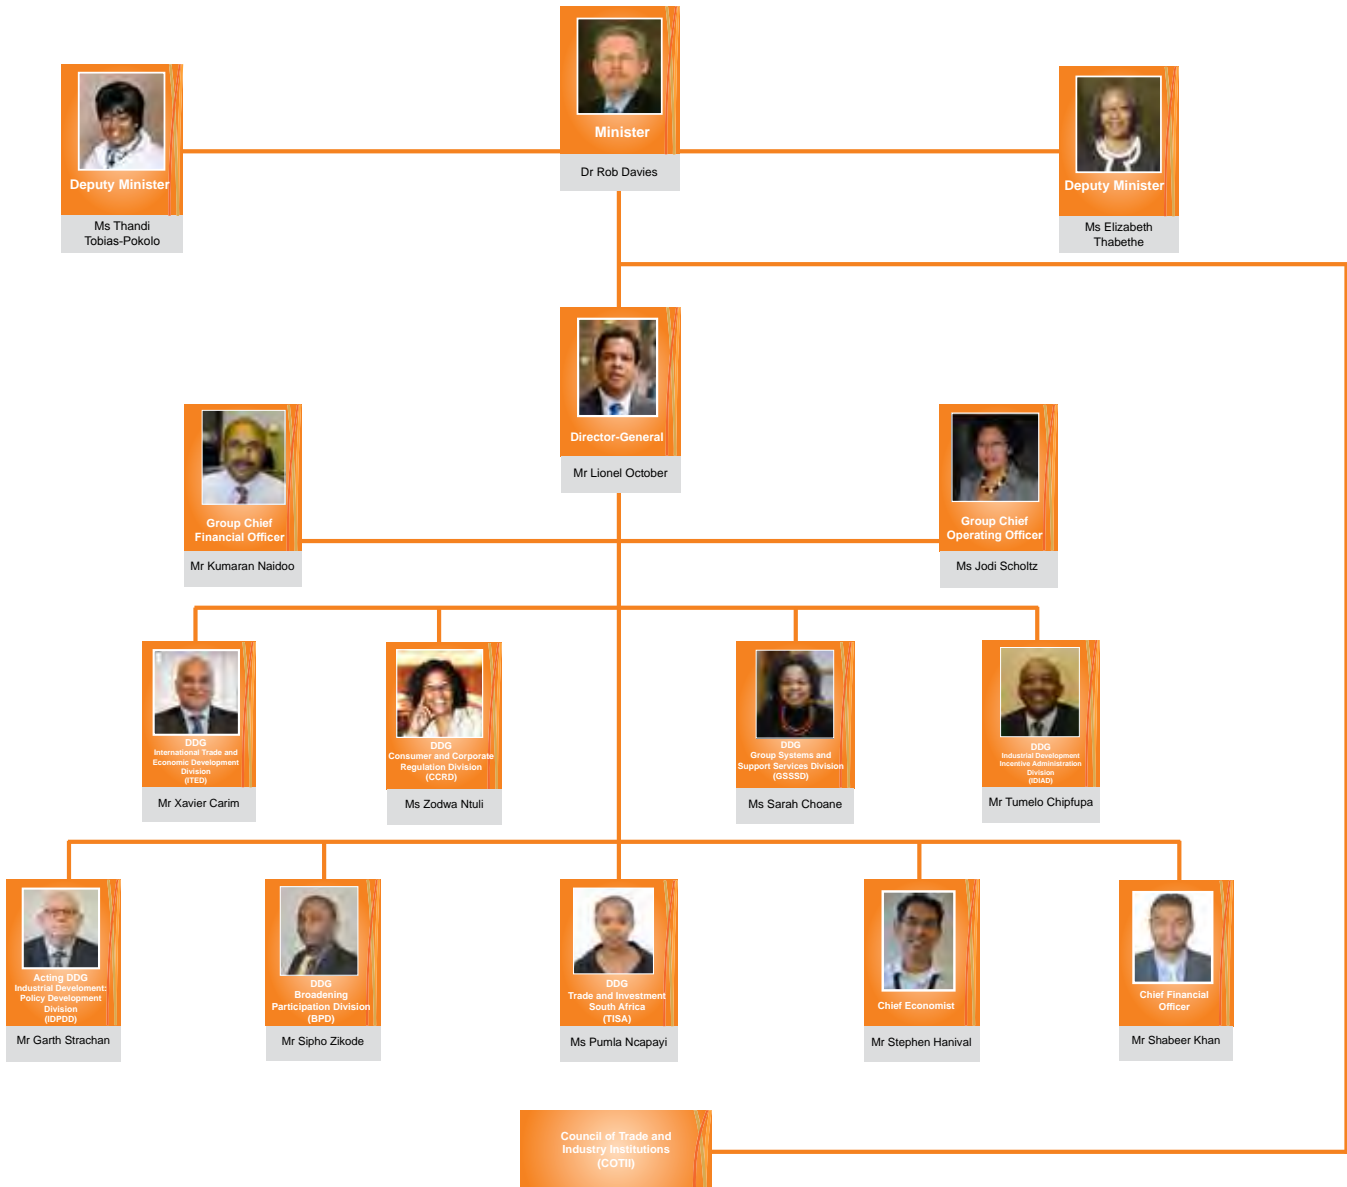 Minister
Dr Rob Davies
Deputy Minister
Ms Thandi
Tobias-Pokolo
Deputy Minister
Ms Elizabeth
Thabethe
Director-General
Mr Lionel October
Group Chief
Financial Officer
Mr Kumaran Naidoo
Group Chief
Operating Officer
Ms Jodi Scholtz
DDG
International Trade and
Economic Development
Division
(ITED)
Mr Xavier Carim
DDG
Consumer and Corporate
Regulation Division
(CCRD)
Ms Zodwa Ntuli
DDG
Group Systems and
Support Services Division
(GSSSD)
Ms Sarah Choane
DDG
Industrial Development
Incentive Administration
Division
(IDIAD)
Mr Tumelo Chipfupa
Acting DDG
Industrial Develoment:
Policy Development
Division
(IDPDD)
Mr Garth Strachan
DDG
Broadening
Participation Division
(BPD)
Mr Sipho Zikode
DDG
Trade and Investment
South Africa
(TISA)
Ms Pumla Ncapayi
Chief Economist
Mr Stephen Hanival
Chief Financial
Officer
Mr Shabeer Khan
Council of Trade and
Industry Institutions
(COTII)